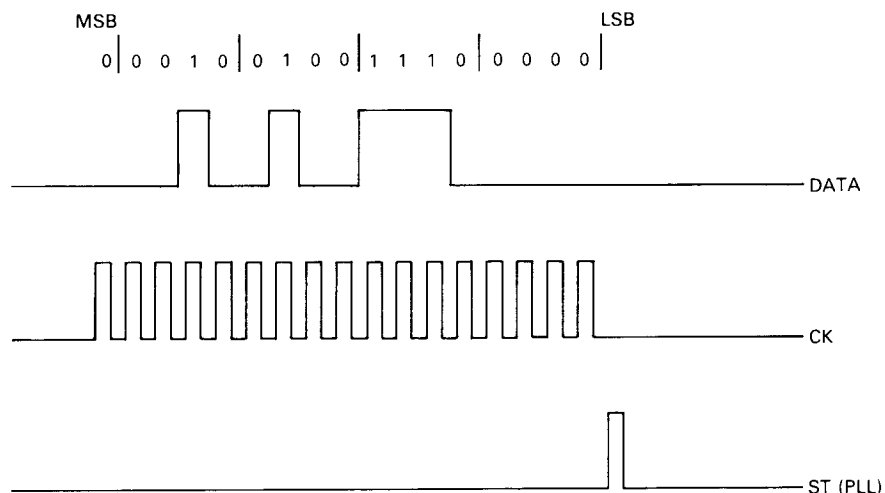 MSB LSB
0 | 0 0 1 0 | 0 1 0 0 | 1 1 1 0 | 0 0 0 0 |
DATA
CK
ST (PLL)